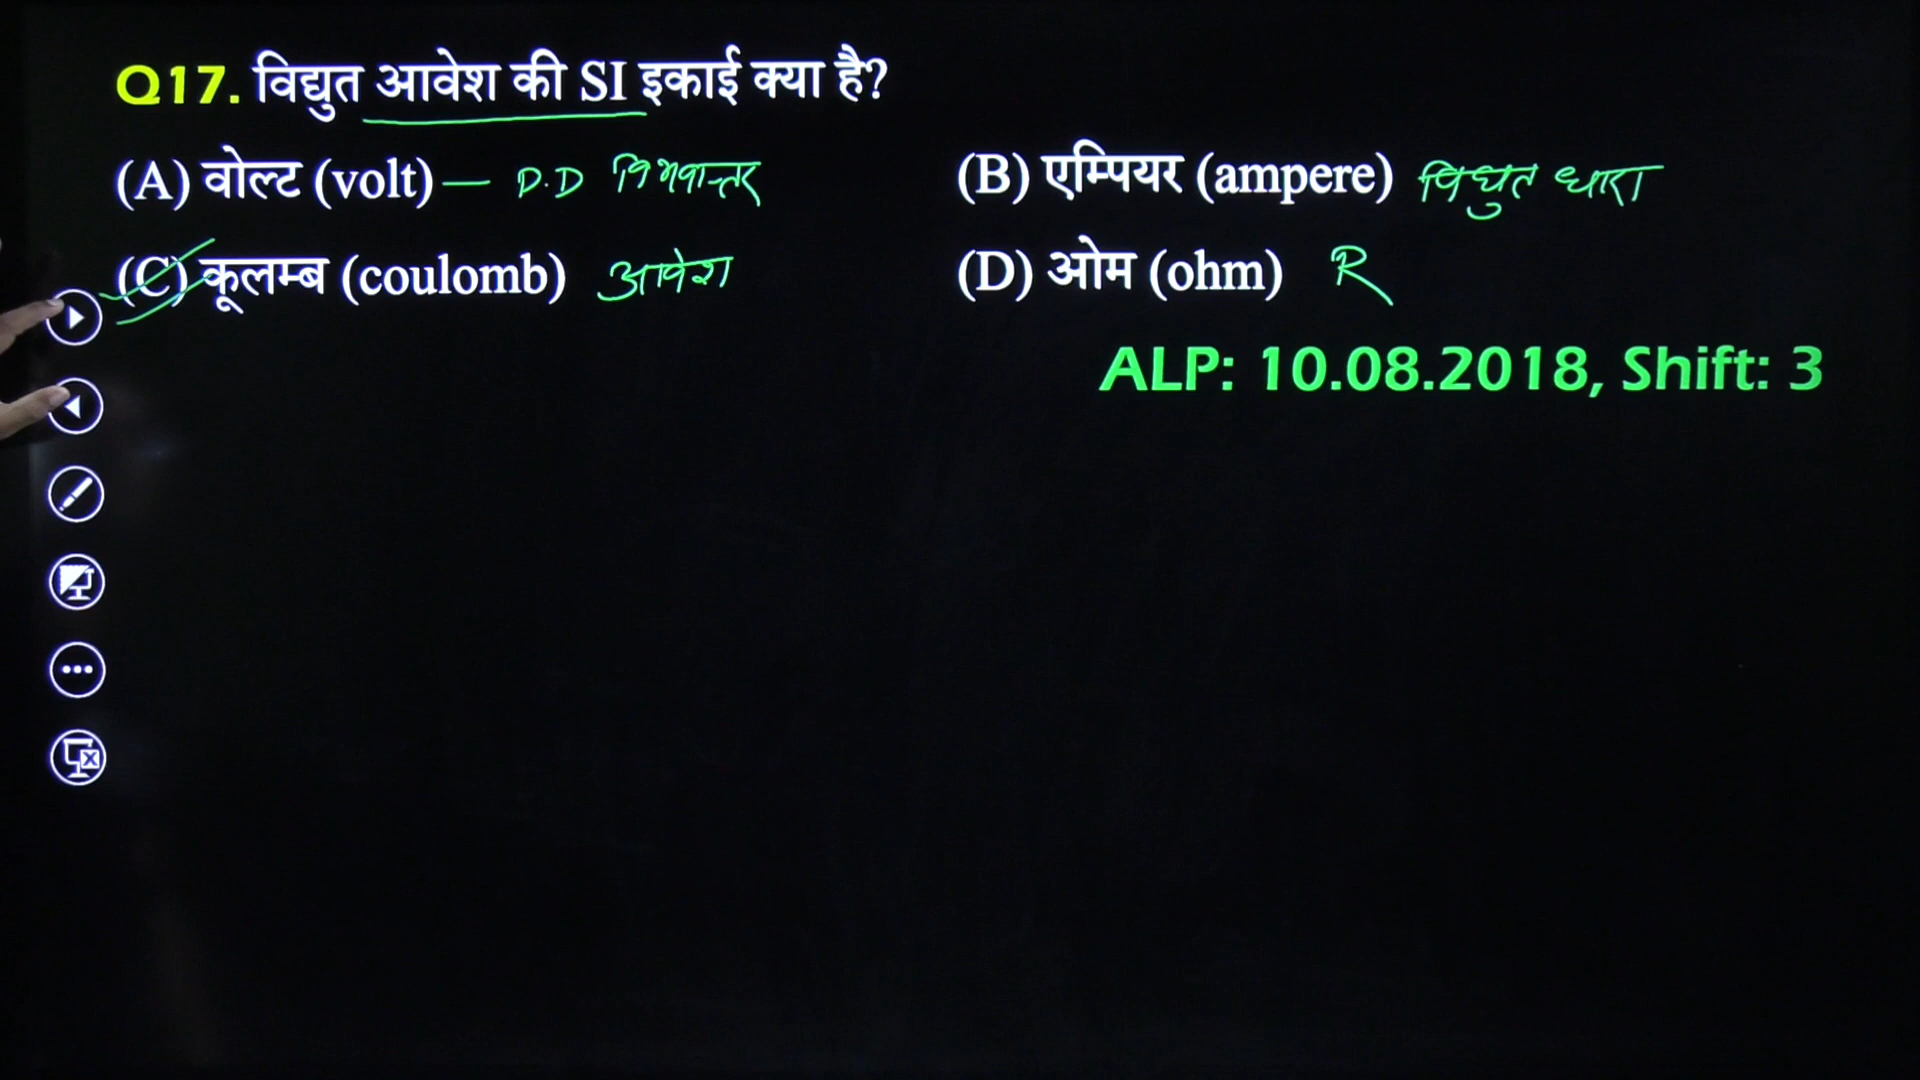 Q17. विद्युत आवेश की SI इकाई क्या है?
(A) वोल्ट (volt) — P.D विभवान्तर
(B) एम्पियर (ampere) विधुत धारा
(C) कूलम्ब (coulomb) आवेश
(D) ओम (ohm) R
ALP: 10.08.2018, Shift: 3